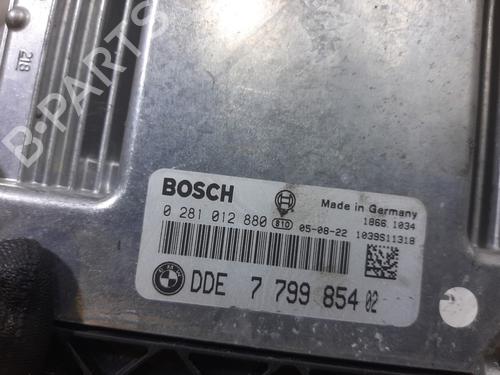 218
B-PARTS
BOSCH
Made in Germany
0 281 012 880 810 05-08-22
1866 1034
1039S11318
DDE 7 799 854 02